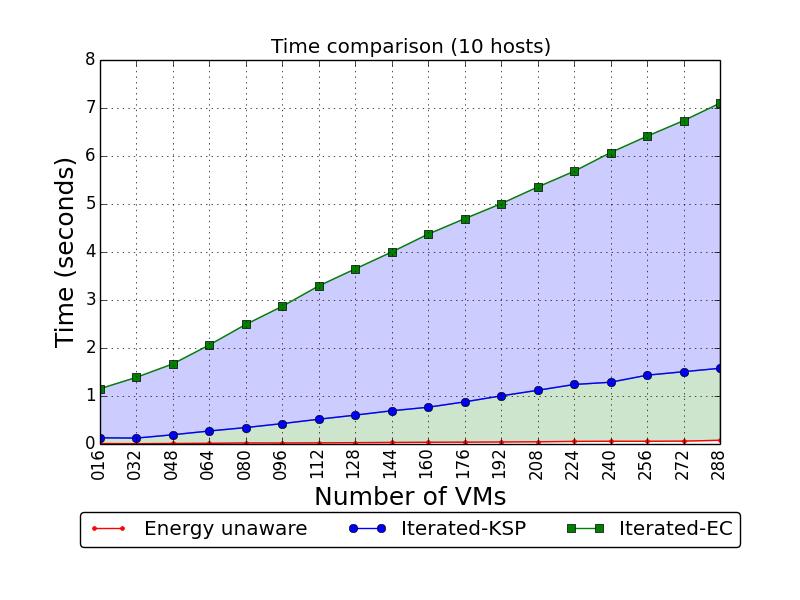 Time comparison (10 hosts)
8
7
6
5
4
3
2
1
0
Time (seconds)
016 032 048 064 080 096 112 128 144 160 176 192 208 224 240 256 272 288
Number of VMs
Energy unaware Iterated-KSP Iterated-EC